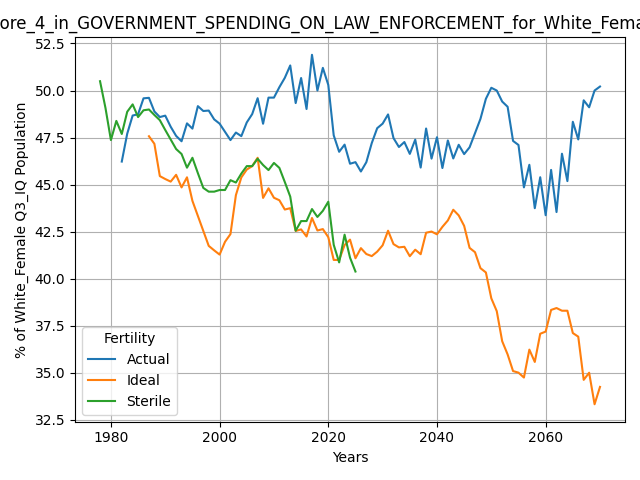 ore_4_in_GOVERNMENT_SPENDING_ON_LAW_ENFORCEMENT_for_White_Fema
% of White_Female Q3_IQ Population
52.5
50.0
47.5
45.0
42.5
40.0
37.5
35.0
32.5
Fertility
Actual
Ideal
Sterile
1980
2000
2020
2040
2060
Years